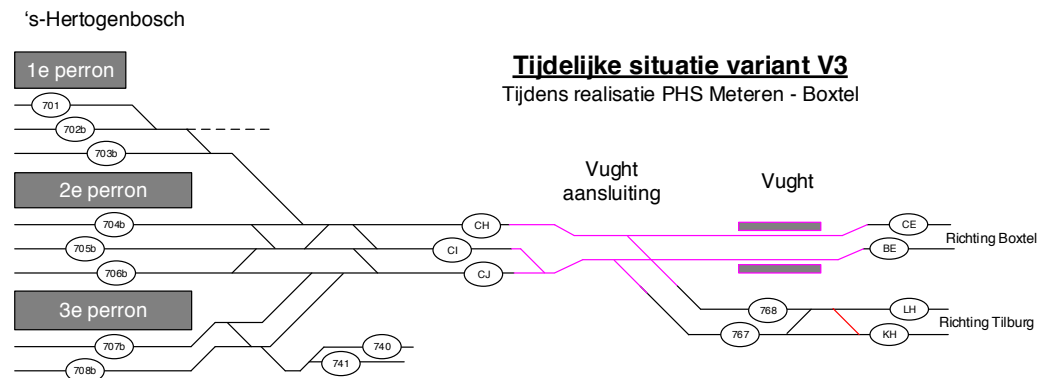 's-Hertogenbosch
Tijdelijke situatie variant V3
Tijdens realisatie PHS Meteren - Boxtel
1e perron
701
702b
703b
2e perron
704b
705b
706b
3e perron
707b
708b
740
741
CH
CI
CJ
Vught
aansluiting
Vught
CE
BE
Richting Boxtel
768
767
LH
KH
Richting Tilburg